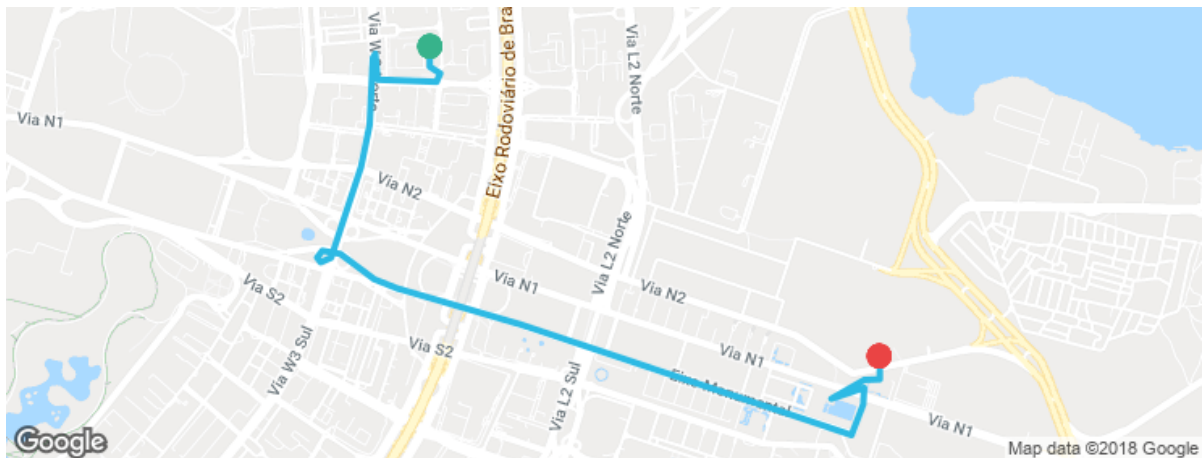 Via W3 Norte
Eixo Rodoviário de Bra
Via L2 Norte
Via N1
Via N2
Via L2 Norte
Via N1
Via N2
Via S2
Via W3 Sul
Via S2
Via L2 Sul
Via N1
Eixo Monumental
Via N1
Google
Map data ©2018 Google